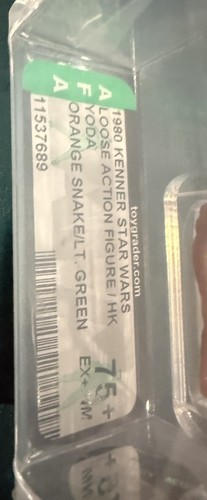 AFA
toygrader.com
1980 KENNER STAR WARS
LOOSE ACTION FIGURE / HK
YODA
ORANGE SNAKE/LT. GREEN
75+
EX+/NM
11537689